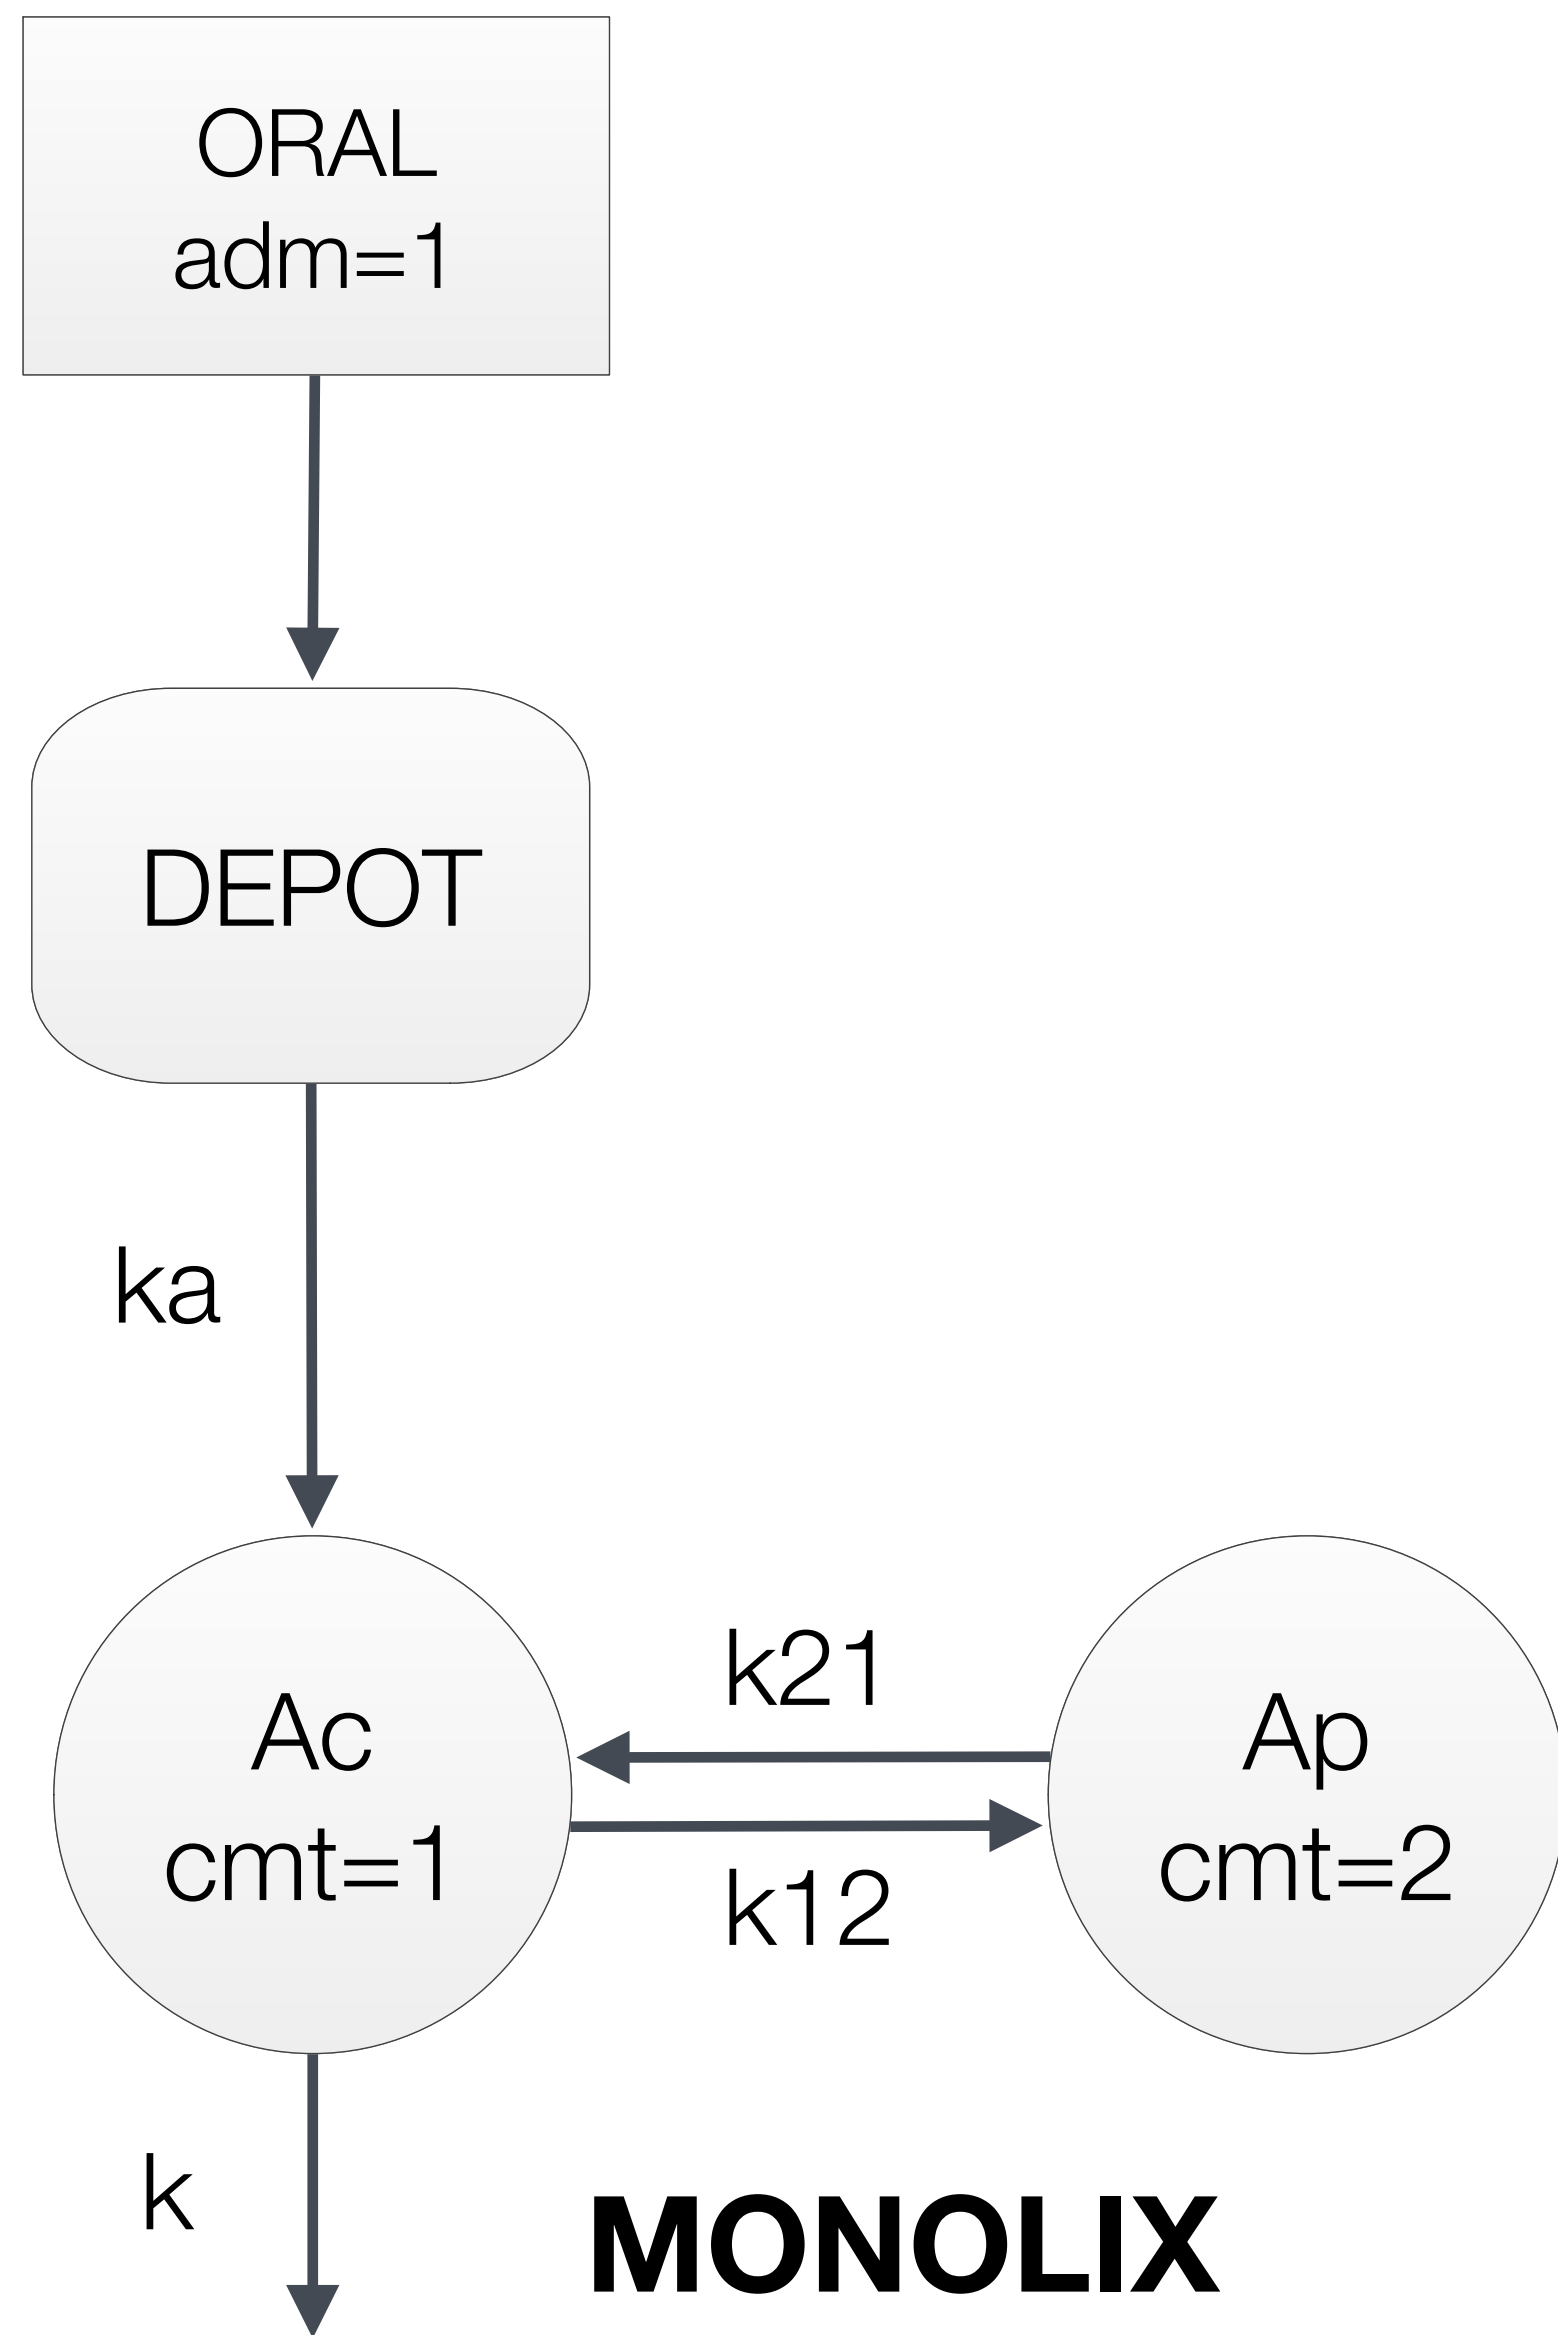 ORAL
adm=1
DEPOT
ka
k21
Ac
cmt=1
Ap
cmt=2
k12
k
MONOLIX